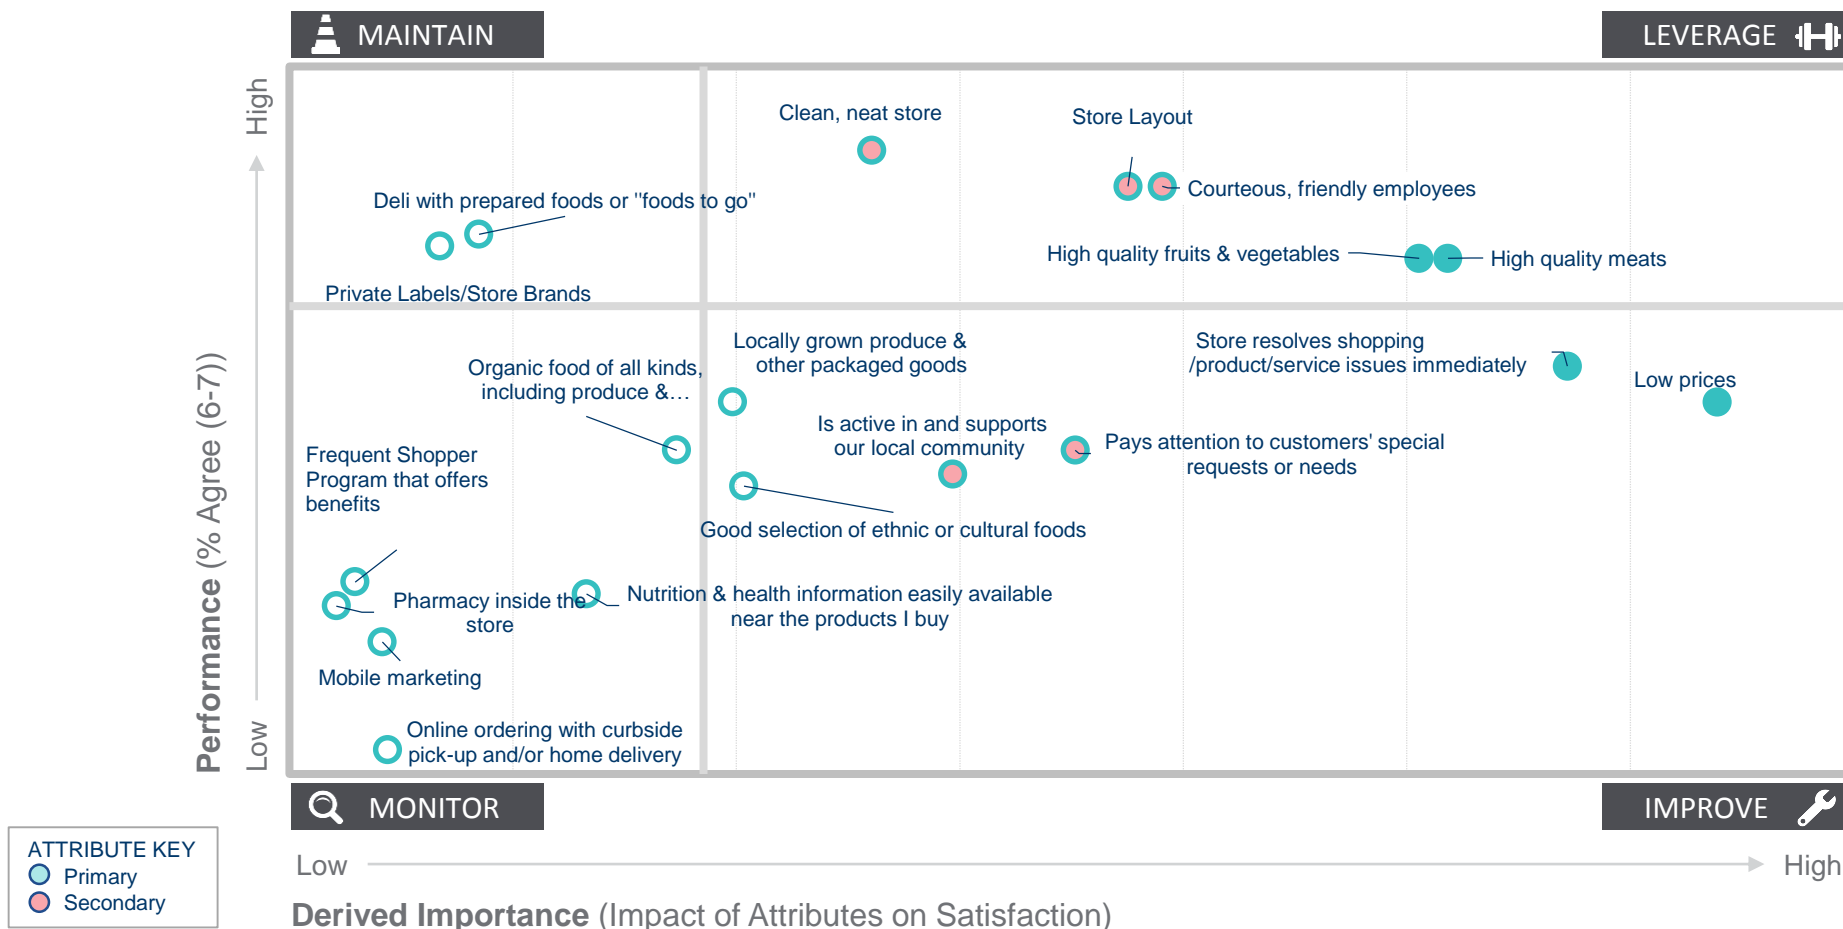 MAINTAIN
LEVERAGE
High
Clean, neat store
Store Layout
Deli with prepared foods or "foods to go"
Courteous, friendly employees
High quality fruits & vegetables
High quality meats
Private Labels/Store Brands
Locally grown produce &
other packaged goods
Store resolves shopping
/product/service issues immediately
Organic food of all kinds,
including produce &...
Low prices
Is active in and supports
our local community
Pays attention to customers' special
requests or needs
Frequent Shopper
Program that offers
benefits
Good selection of ethnic or cultural foods
Pharmacy inside the
store
Nutrition & health information easily available
near the products I buy
Mobile marketing
Online ordering with curbside
pick-up and/or home delivery
Performance (% Agree (6-7))
Low
MONITOR
IMPROVE
ATTRIBUTE KEY
Primary
Secondary
Low
High
Derived Importance (Impact of Attributes on Satisfaction)